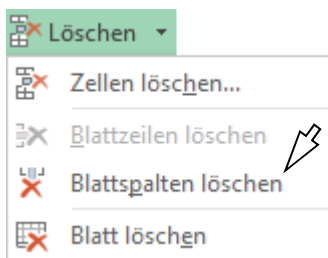 Löschen
Zellen löschen...
Blattzeilen löschen
Blattspalten löschen
Blatt löschen